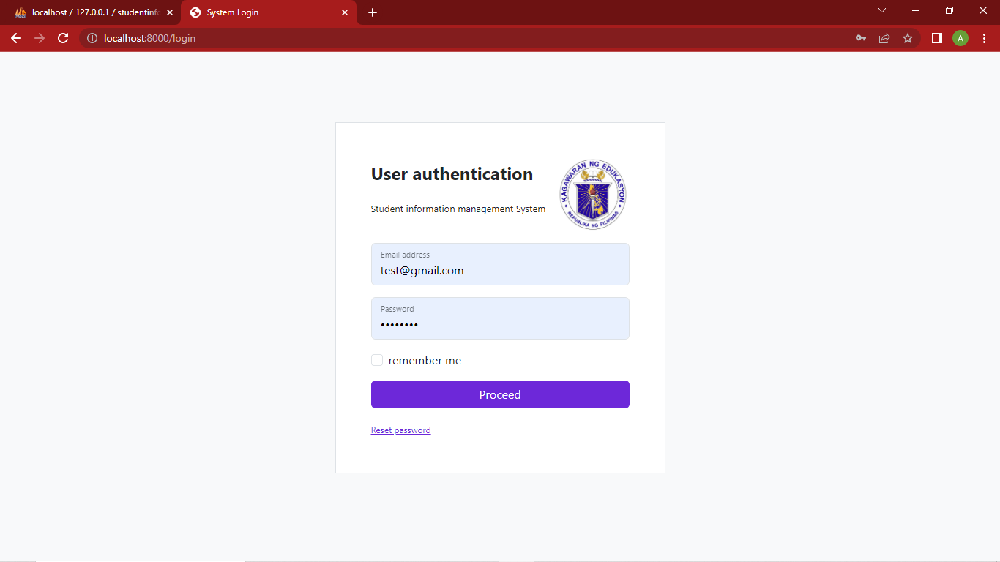 localhost / 127.0.0.1 / studentinfo
System Login
localhost:8000/login
A
User authentication
Student information management System
KAGAWARAN NG EDUKASYON
REPUBLIKA NG PILIPINAS
Email address
test@gmail.com
Password
••••••••
remember me
Proceed
Reset password